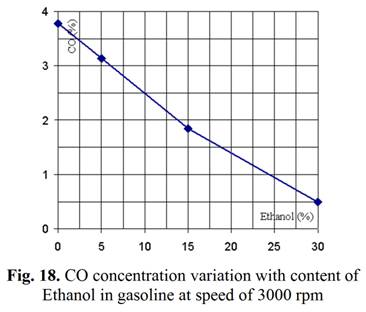 4
CO (%)
3
2
1
Ethanol (%)
0
0 5 10 15 20 25 30
Fig. 18. CO concentration variation with content of
Ethanol in gasoline at speed of 3000 rpm